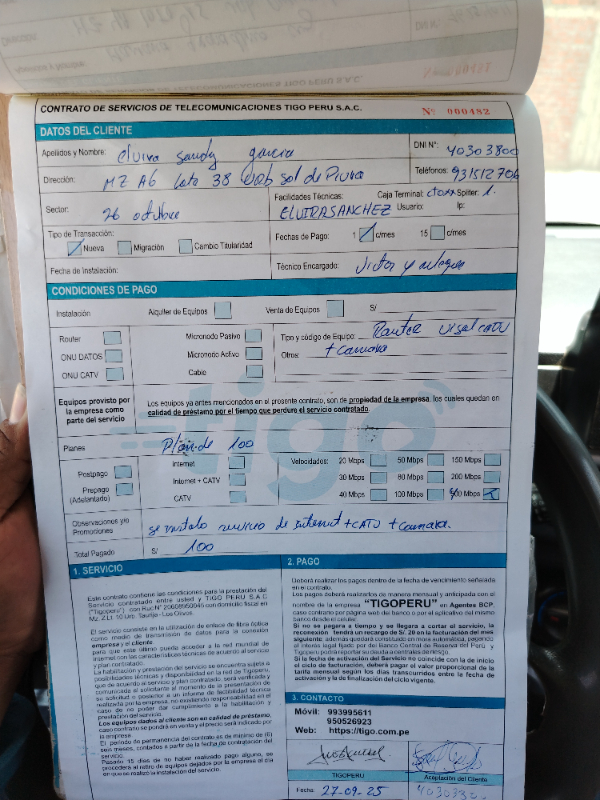 CONTRATO DE SERVICIOS DE TELECOMUNICACIONES TIGO PERU S.A.C. Nº 000482
DATOS DEL CLIENTE
Apellidos y Nombre: elvira sandy garcia DNI Nº: 40303800
Dirección: MZ A6 Lote 38 sol de Piura Teléfonos: 931512706
Sector: 26 octubre Facilidades Técnicas: Caja Terminal: Spliter: 1.
ELVIRASANCHEZ Usuario: Ip:
Tipo de Transacción: Fechas de Pago: 1 c/mes 15 c/mes
Nueva Migración Cambio Titularidad
Fecha de Instalación: Técnico Encargado: Victor y
CONDICIONES DE PAGO
Instalación Alquiler de Equipos Venta de Equipos S/
Router Micronodo Pasivo Tipo y código de Equipo: Router
ONU DATOS Micronodo Activo Otros: + camara
ONU CATV Cable
Equipos provisto por la empresa como parte del servicio
Los equipos ya antes mencionados en el presente contrato, son de propiedad de la empresa, los cuales quedan en
calidad de préstamo por el tiempo que perdure el servicio contratado.
tigo
Planes Plan de 100
Postpago Internet Velocidades: 20 Mbps 50 Mbps 150 Mbps
Prepago (Adelantado) Internet + CATV 30 Mbps 80 Mbps 200 Mbps
CATV 40 Mbps 100 Mbps Mbps
Observaciones y/o Promociones se instalo servicio de internet + CATV + camara.
Total Pagado S/ 100
1. SERVICIO
Este contrato contiene las condiciones para la prestación del
Servicio contratado entre usted y TIGO PERU S.A.C.
("Tigoperu") con Ruc N° con domicilio fiscal en
Mz. Z Lt. 10 Urb. - Los Olivos.
El servicio consiste en la utilización de enlace de fibra óptica
como medio de transmisión de datos para la conexión
empresa y el cliente
para que este último puede acceder a la red mundial de
internet con las características técnicas de acuerdo al servicio
y plan contratado.
La habilitación y prestación del servicio se encuentra sujeta a
posibilidades técnicas y disponibilidad en la red de Tigoperu
que de acuerdo al servicio y plan contratado, será verificada y
comunicada al solicitante al momento de la presentación de
su solicitud o posterior a un informe de factibilidad técnica
realizada por la empresa, no existiendo responsabilidad en el
caso de no poder dar cumplimiento a la habilitación y
prestación del servicio.
Los equipos dados al cliente son en calidad de préstamo,
caso contrario se pondrá en venta y el precio será indicado por
la empresa.
El periodo de permanencia del contrato es de mínimo de (6)
seis meses, contados a partir de la fecha de contratación del
servicio.
Pasado 15 días de no haber realizado pago alguno, se
procederá al retiro de equipos dejados por la empresa el día
en que se realiza la instalación del servicio.
2. PAGO
Deberá realizar los pagos dentro de la fecha de vencimiento señalada
en el contrato.
Los pagos deberá realizarlos de manera mensual y anticipada con el
nombre de la empresa "TIGOPERU" en Agentes BCP,
caso contrario por página web del banco o por el aplicativo del mismo
banco desde el celular.
Si no se pagara a tiempo y se llegara a cortar el servicio, la
reconexión tendrá un recargo de S/. 20 en la facturación del mes
siguiente además quedará constituido en mora automática, pagando
el interés legal fijado por el Banco Central de Reserva del Perú y
Tigoperu podrá reportar su deuda a centrales de riesgo.
Si la fecha de activación del Servicio no coincide con la de inicio
de ciclo de facturación, deberá pagar el valor proporcional de la
tarifa mensual según los días transcurridos entre la fecha de
activación y la de finalización del ciclo vigente.
3. CONTACTO
Móvil: 993995611
950526923
Web: https://tigo.com.pe
TIGOPERU Aceptación del Cliente
Fecha: 27-09-25 40303800